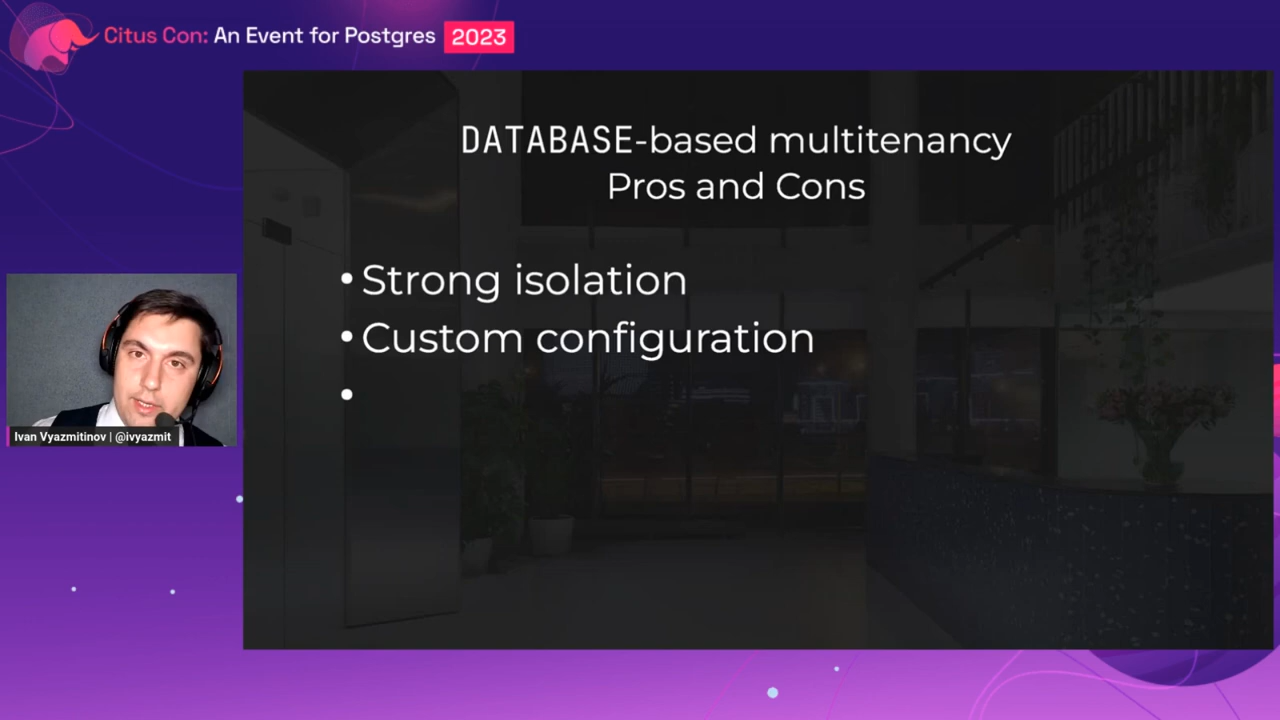 Citus Con: An Event for Postgres 2023
DATABASE-based multitenancy
Pros and Cons
• Strong isolation
• Custom configuration
•
Ivan Vyazmitinov | @ivyazmit